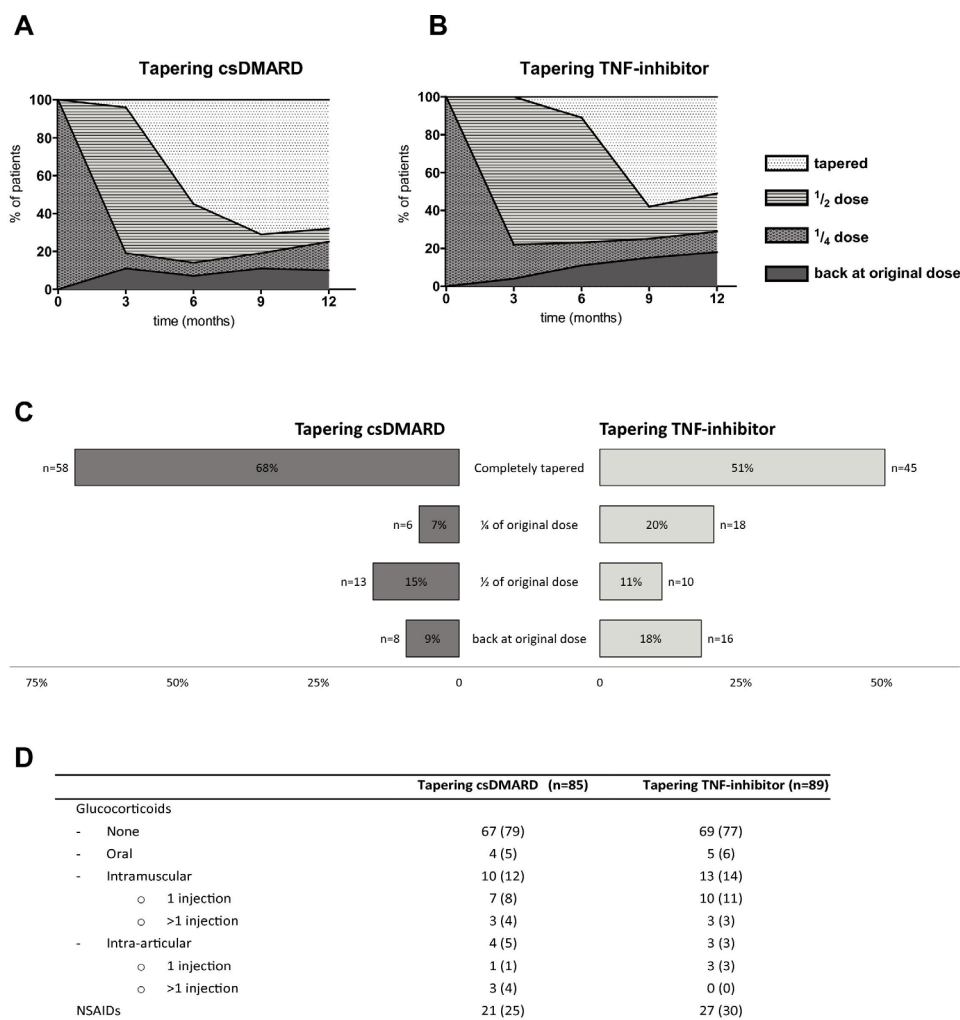 A
B
Tapering csDMARD
Tapering TNF-inhibitor
% of patients
100
80
60
40
20
0
0 3 6 9 12
time (months)
% of patients
100
80
60
40
20
0
0 3 6 9 12
time (months)
tapered
1/2 dose
1/4 dose
back at original dose
C
Tapering csDMARD Tapering TNF-inhibitor
n=58 68% Completely tapered 51% n=45
n=6 7% ¼ of original dose 20% n=18
n=13 15% ½ of original dose 11% n=10
n=8 9% back at original dose 18% n=16
75% 50% 25% 0 0 25% 50%
D
Tapering csDMARD (n=85) Tapering TNF-inhibitor (n=89)
Glucocorticoids
- None 67 (79) 69 (77)
- Oral 4 (5) 5 (6)
- Intramuscular 10 (12) 13 (14)
o 1 injection 7 (8) 10 (11)
o >1 injection 3 (4) 3 (3)
- Intra-articular 4 (5) 3 (3)
o 1 injection 1 (1) 3 (3)
o >1 injection 3 (4) 0 (0)
NSAIDs 21 (25) 27 (30)